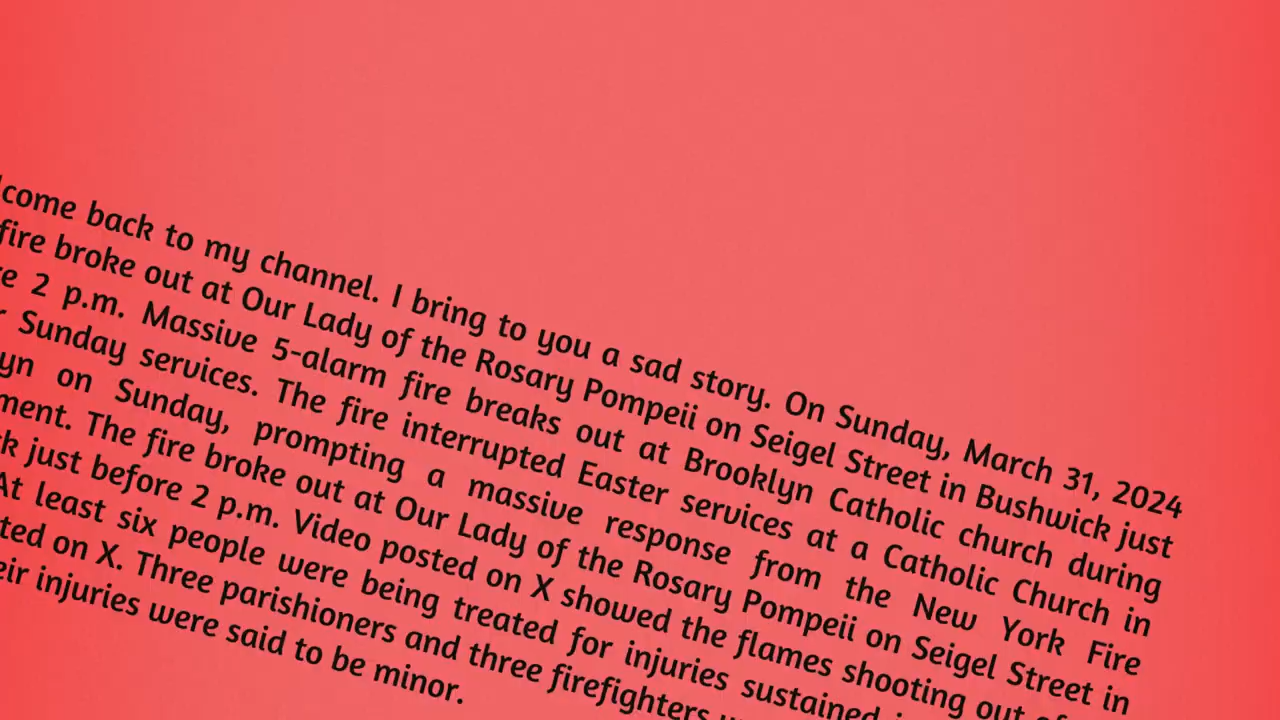 lcome back to my channel. I bring to you a sad story. On Sunday, March 31, 2024
fire broke out at Our Lady of the Rosary Pompeii on Seigel Street in Bushwick just
re 2 p.m. Massive 5-alarm fire breaks out at Brooklyn Catholic church during
r Sunday services. The fire interrupted Easter services at a Catholic Church in
yn on Sunday, prompting a massive response from the New York Fire
ment. The fire broke out at Our Lady of the Rosary Pompeii on Seigel Street in
ck just before 2 p.m. Video posted on X showed the flames shooting out of
At least six people were being treated for injuries sustained
ted on X. Three parishioners and three firefighters
eir injuries were said to be minor.